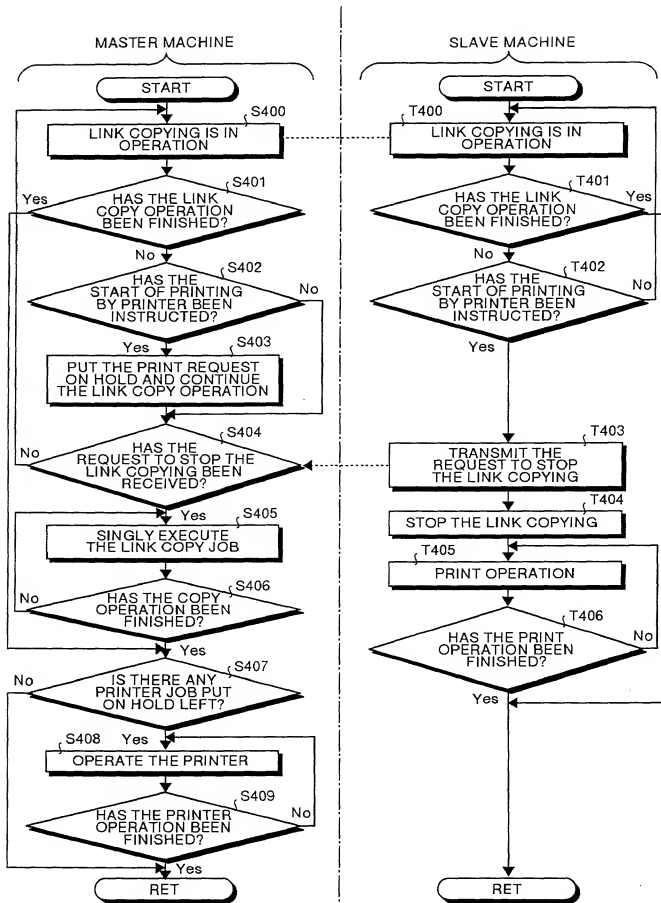 MASTER MACHINE
START
S400
LINK COPYING IS IN
OPERATION
S401
Yes
HAS THE LINK
COPY OPERATION
BEEN FINISHED?
No
S402
HAS THE
START OF PRINTING
BY PRINTER BEEN
INSTRUCTED?
No
Yes
S403
PUT THE PRINT REQUEST
ON HOLD AND CONTINUE
THE LINK COPY OPERATION
S404
No
HAS THE
REQUEST TO STOP THE
LINK COPYING BEEN
RECEIVED?
Yes
S405
SINGLY EXECUTE
THE LINK COPY JOB
S406
No
HAS THE COPY
OPERATION BEEN
FINISHED?
Yes
S407
No
IS THERE ANY
PRINTER JOB PUT
ON HOLD LEFT?
Yes
S408
OPERATE THE PRINTER
S409
No
HAS THE PRINTER
OPERATION BEEN
FINISHED?
Yes
RET
SLAVE MACHINE
START
T400
LINK COPYING IS IN
OPERATION
T401
Yes
HAS THE LINK
COPY OPERATION
BEEN FINISHED?
No
T402
HAS THE
START OF PRINTING
BY PRINTER BEEN
INSTRUCTED?
No
Yes
T403
TRANSMIT THE
REQUEST TO STOP
THE LINK COPYING
T404
STOP THE LINK COPYING
T405
PRINT OPERATION
T406
HAS THE PRINT
OPERATION BEEN
FINISHED?
No
Yes
RET